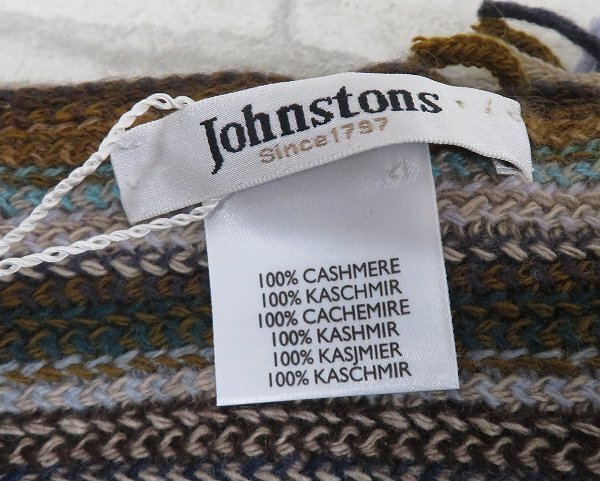 Johnstons
Since1797
100% CASHMERE
100% KASCHMIR
100% CACHEMIRE
100% KASHMIR
100% KASJMIER
100% KASCHMIR